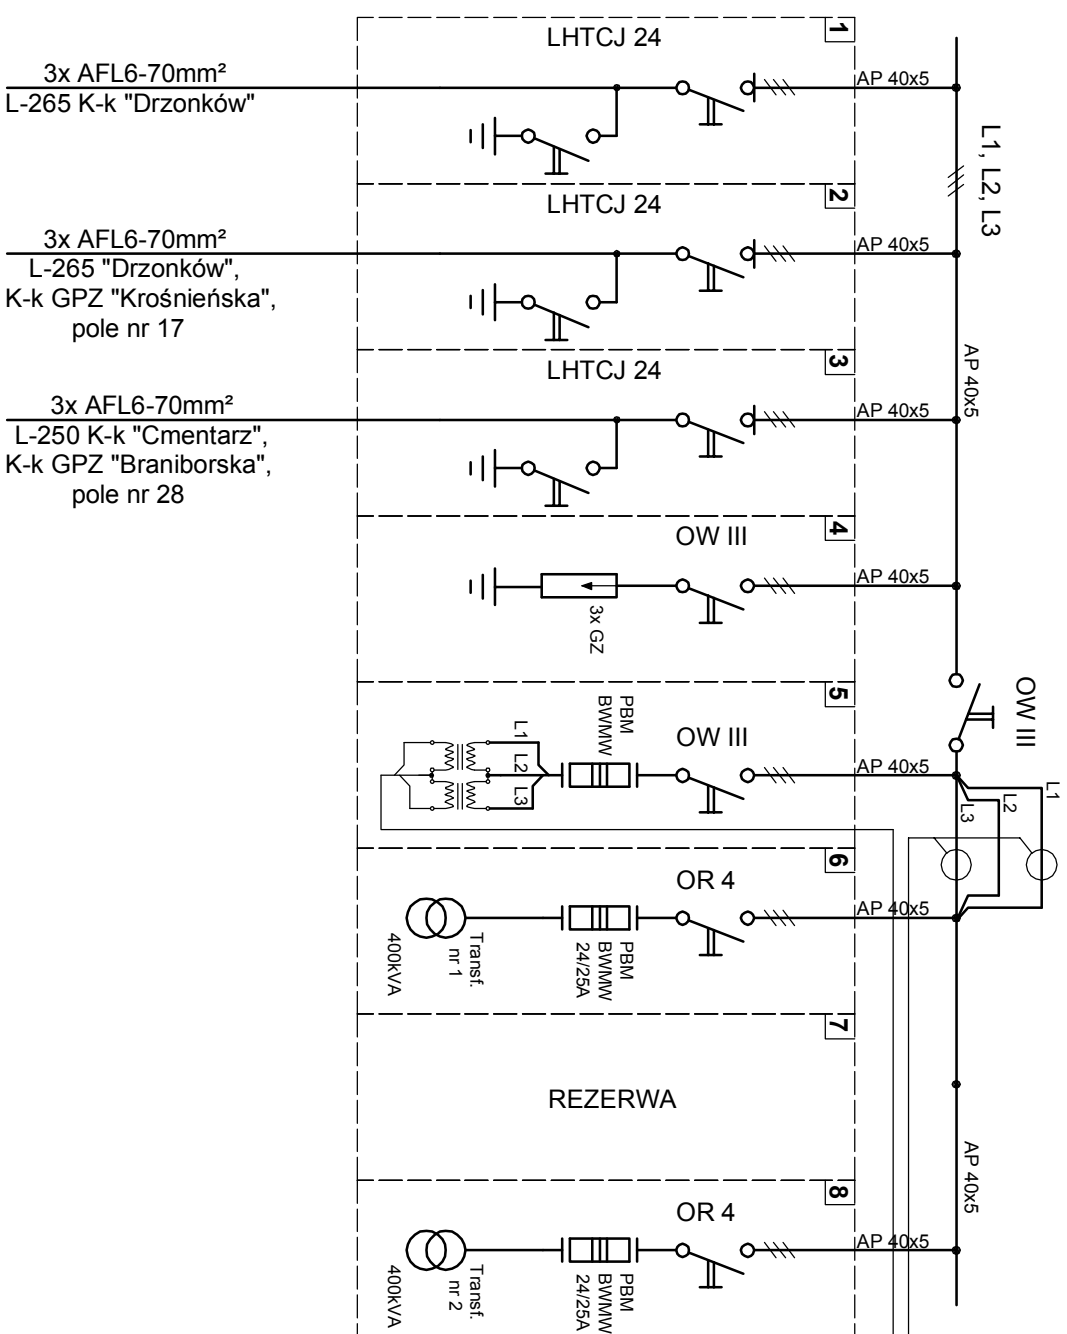 1
LHTCJ 24
3x AFL6-70mm²
L-265 K-k "Drzonków"
AP 40x5
L1, L2, L3
2
LHTCJ 24
3x AFL6-70mm²
L-265 "Drzonków",
K-k GPZ "Krośnieńska",
pole nr 17
AP 40x5
AP 40x5
3
LHTCJ 24
3x AFL6-70mm²
L-250 K-k "Cmentarz",
K-k GPZ "Braniborska",
pole nr 28
AP 40x5
4
OW III
AP 40x5
3x GZ
OW III
5
OW III
PBM
BWMW
L1
L2
L3
AP 40x5
L1
L2
L3
6
OR 4
AP 40x5
PBM
BWMW
24/25A
Transf.
nr 1
400kVA
7
REZERWA
AP 40x5
8
OR 4
AP 40x5
PBM
BWMW
24/25A
Transf.
nr 2
400kVA